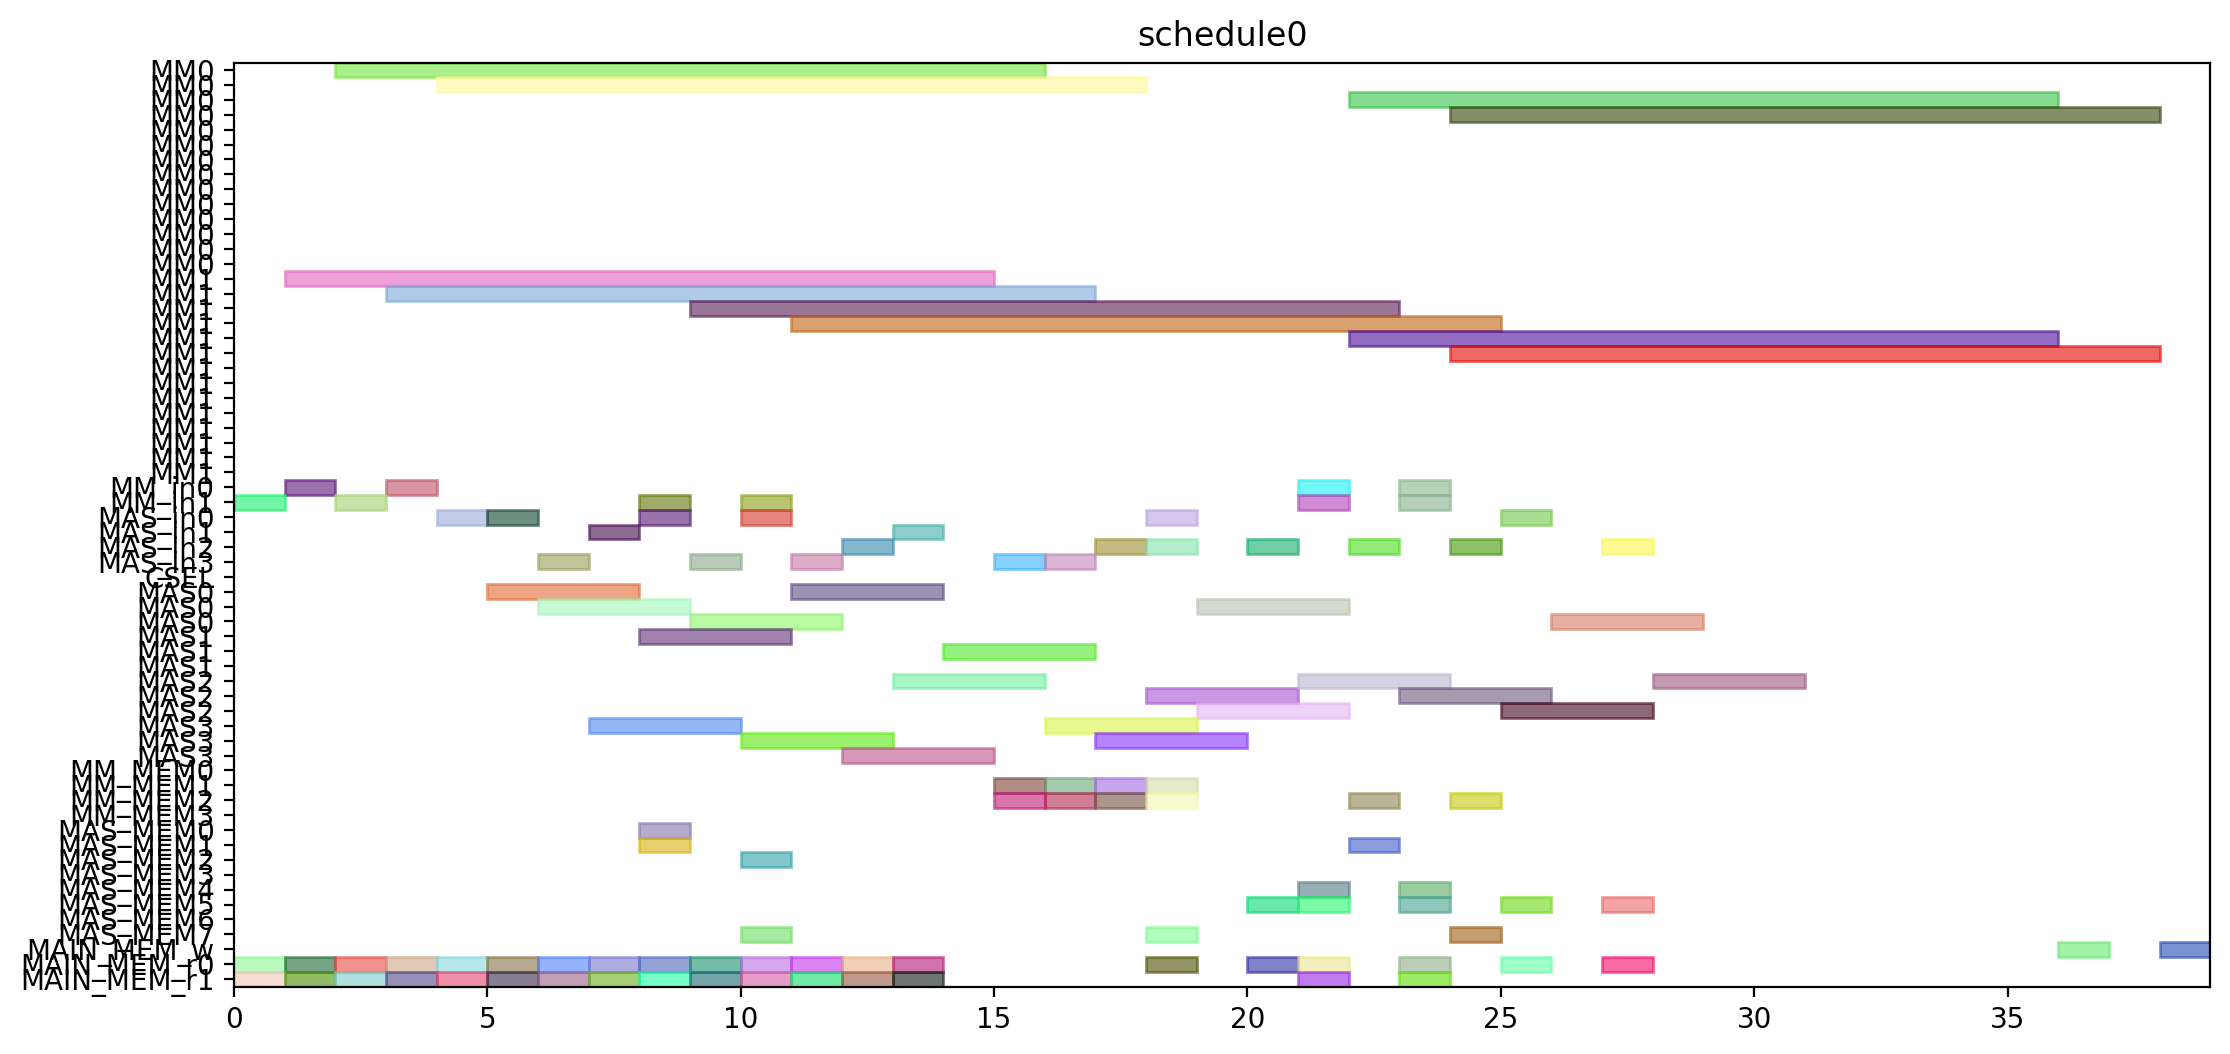 schedule0
MM0
MM0
MM0
MM0
MM0
MM0
MM0
MM0
MM0
MM0
MM0
MM0
MM0
MM0
MM1
MM1
MM1
MM1
MM1
MM1
MM1
MM1
MM1
MM1
MM1
MM1
MM1
MM1
MM_in0
MM_in1
MAS_in0
MAS_in1
MAS_in2
MAS_in3
CSEL
MAS0
MAS0
MAS0
MAS1
MAS1
MAS1
MAS2
MAS2
MAS2
MAS3
MAS3
MAS3
MM_MEM0
MM_MEM1
MM_MEM2
MM_MEM3
MAS_MEM0
MAS_MEM1
MAS_MEM2
MAS_MEM3
MAS_MEM4
MAS_MEM5
MAS_MEM6
MAS_MEM7
MAIN_MEM_w
MAIN_MEM_r0
MAIN_MEM_r1
0 5 10 15 20 25 30 35